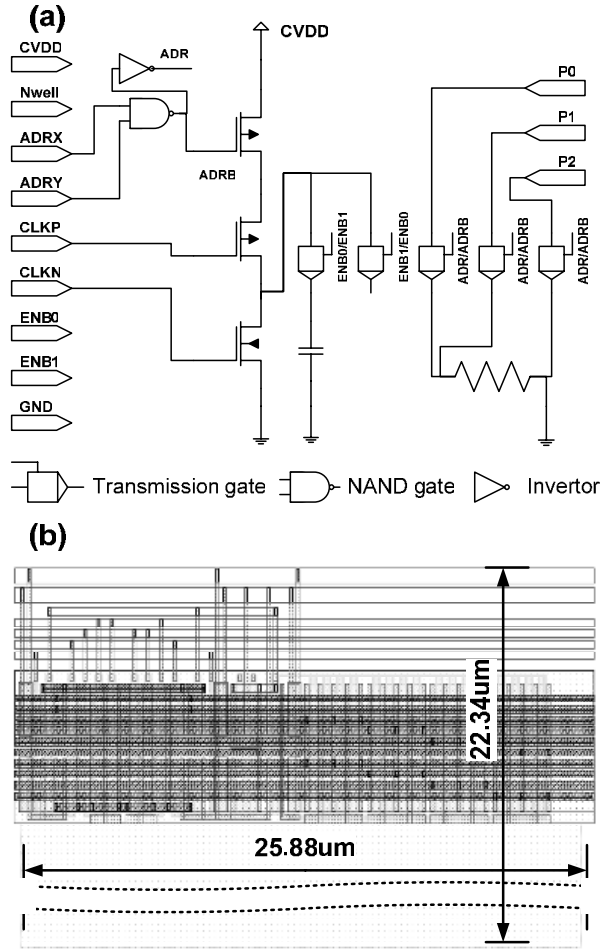 (a)
CVDD
Nwell
ADRX
ADRY
CLKP
CLKN
ENB0
ENB1
GND
ADR
ADRB
CVDD
ENB0/ENB1
ENB1/ENB0
ADR/ADRB
ADR/ADRB
ADR/ADRB
P0
P1
P2
Transmission gate
NAND gate
Invertor
(b)
22.34um
25.88um